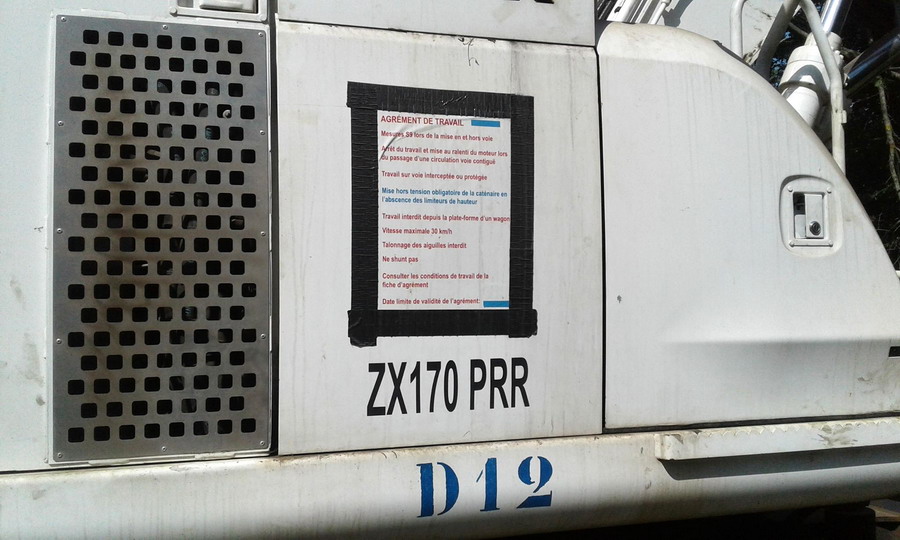 AGRÉMENT DE TRAVAIL
Mesures S9 lors de la mise en et hors voie
Arrêt du travail et mise au ralenti du moteur lors
du passage d'une circulation voie contiguë
Travail sur voie interceptée ou protégée
Mise hors tension obligatoire de la caténaire en
l'abscence des limiteurs de hauteur
Travail interdit depuis la plate-forme d'un wagon
Vitesse maximale 30 km/h
Talonnage des aiguilles interdit
Ne shunt pas
Consulter les conditions de travail de la
fiche d'agrément
Date limite de validité de l'agrément:
ZX170 PRR
D12